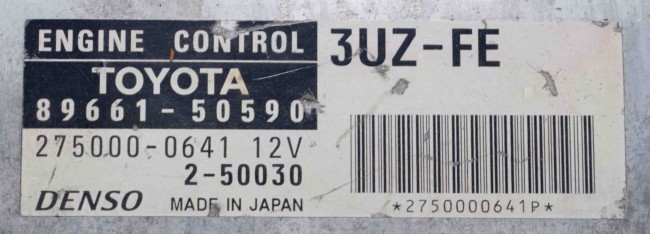 ENGINE CONTROL
3UZ-FE
TOYOTA
89661-50590
275000-0641 12V
2-50030
DENSO MADE IN JAPAN
*2750000641P*